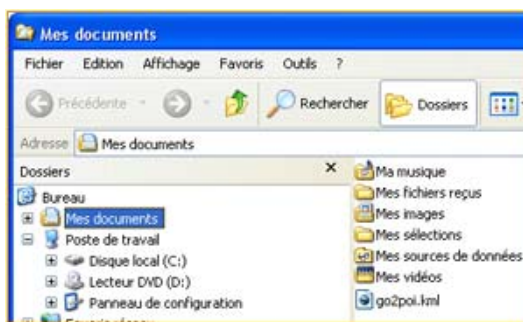 Mes documents
Fichier Edition Affichage Favoris Outils ?
Précédente Rechercher Dossiers
Adresse Mes documents
Dossiers x
Bureau
Mes documents
Poste de travail
Disque local (C:)
Lecteur DVD (D:)
Panneau de configuration
Ma musique
Mes fichiers reçus
Mes images
Mes sélections
Mes sources de données
Mes vidéos
go2poi.kml